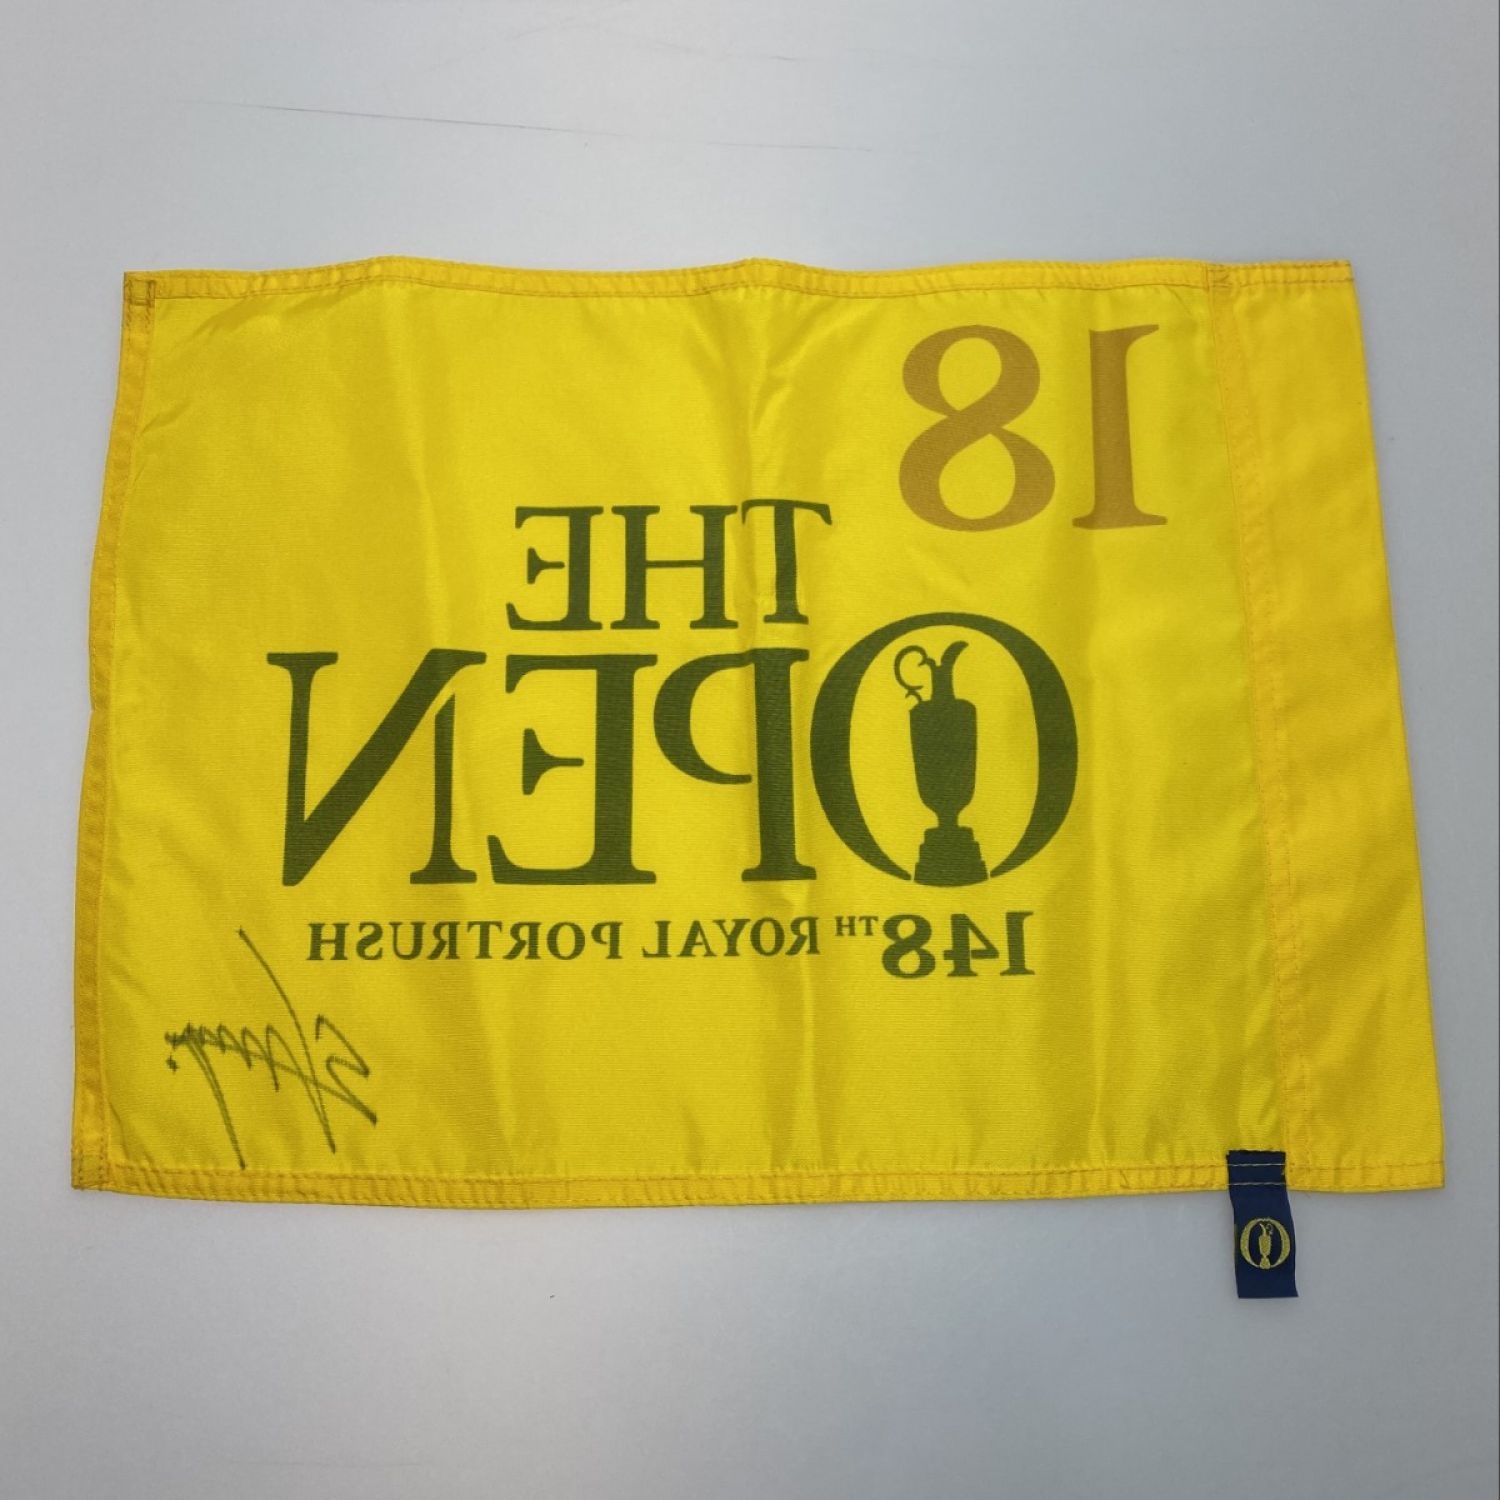 18
THE
OPEN
148TH ROYAL PORTRUSH